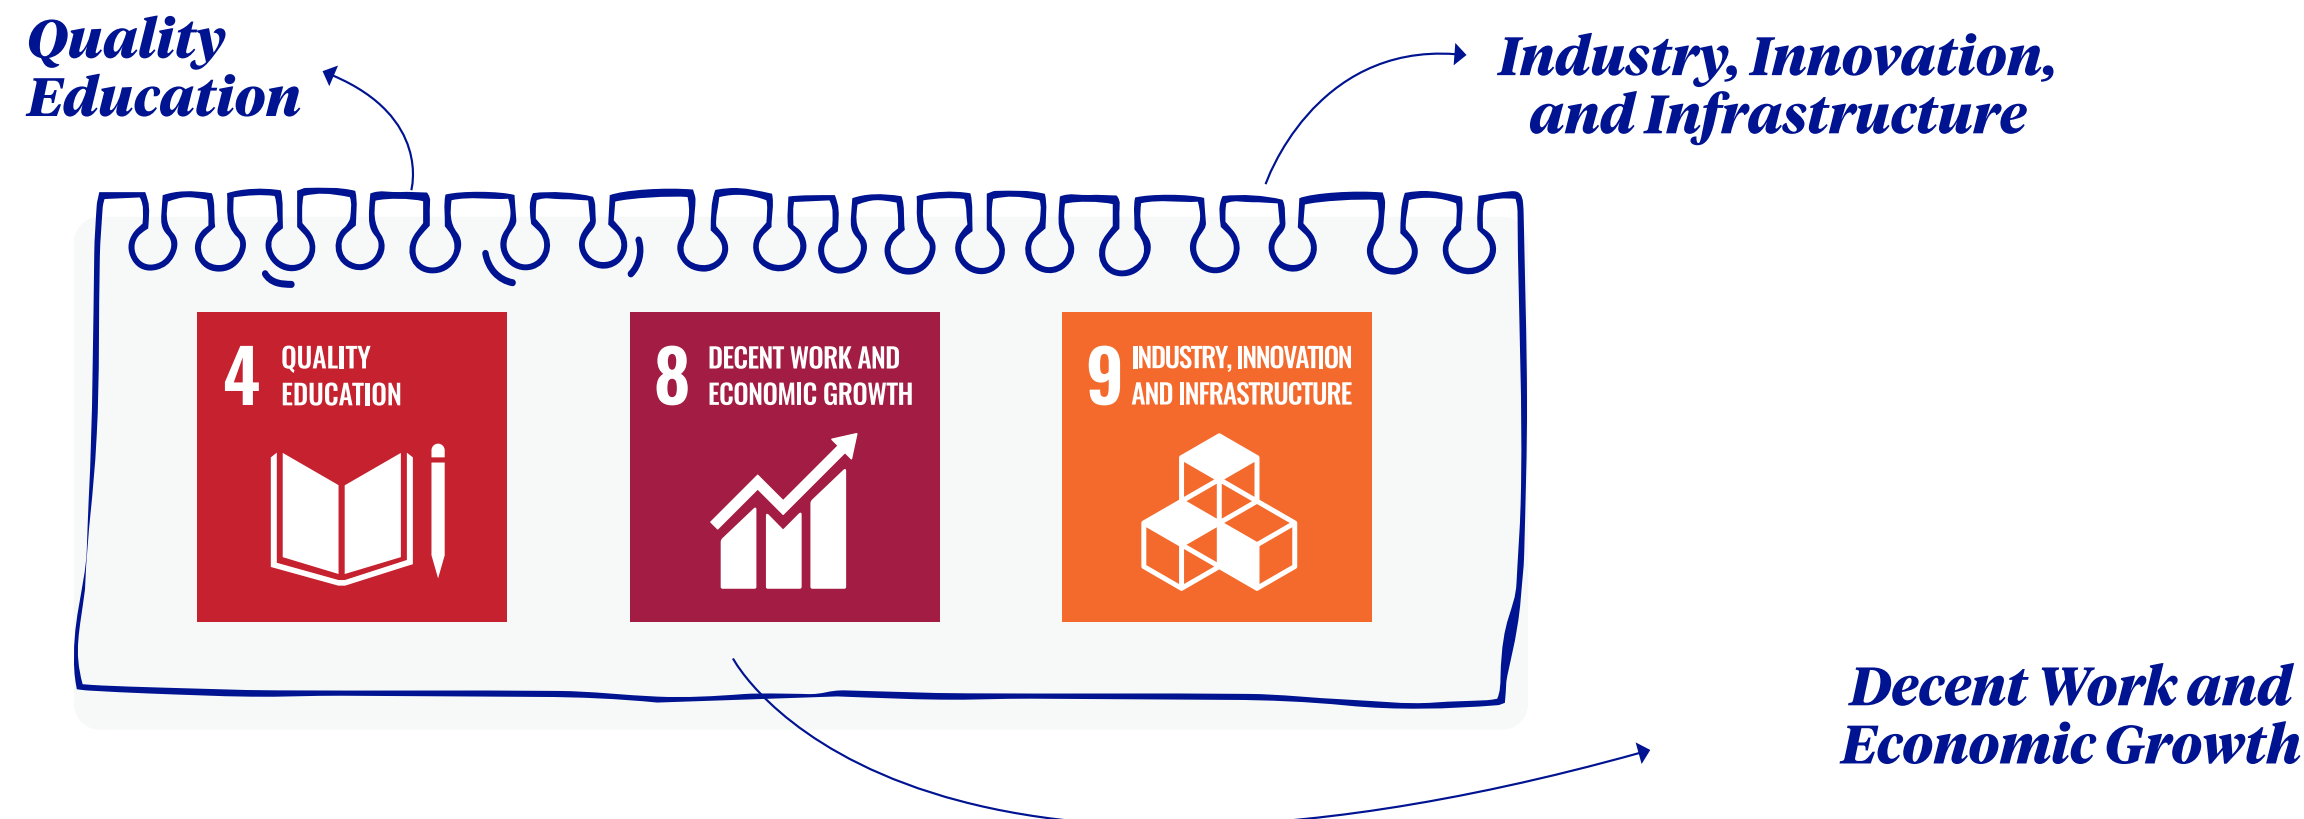 Quality
Education
Industry, Innovation,
and Infrastructure
4 QUALITY
EDUCATION
8 DECENT WORK AND
ECONOMIC GROWTH
9 INDUSTRY, INNOVATION
AND INFRASTRUCTURE
Decent Work and
Economic Growth